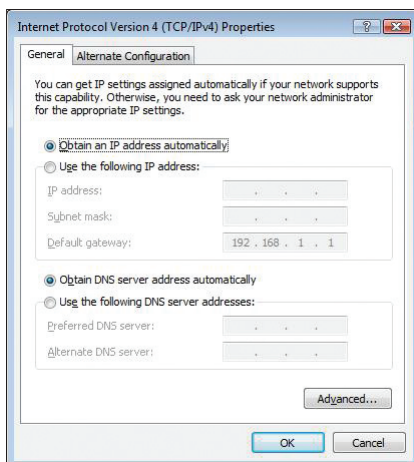 Internet Protocol Version 4 (TCP/IPv4) Properties
General
Alternate Configuration
You can get IP settings assigned automatically if your network supports
this capability. Otherwise, you need to ask your network administrator
for the appropriate IP settings.
Obtain an IP address automatically
Use the following IP address:
IP address: . . .
Subnet mask: . . .
Default gateway: 192 . 168 . 1 . 1
Obtain DNS server address automatically
Use the following DNS server addresses:
Preferred DNS server: . . .
Alternate DNS server: . . .
Advanced...
OK
Cancel